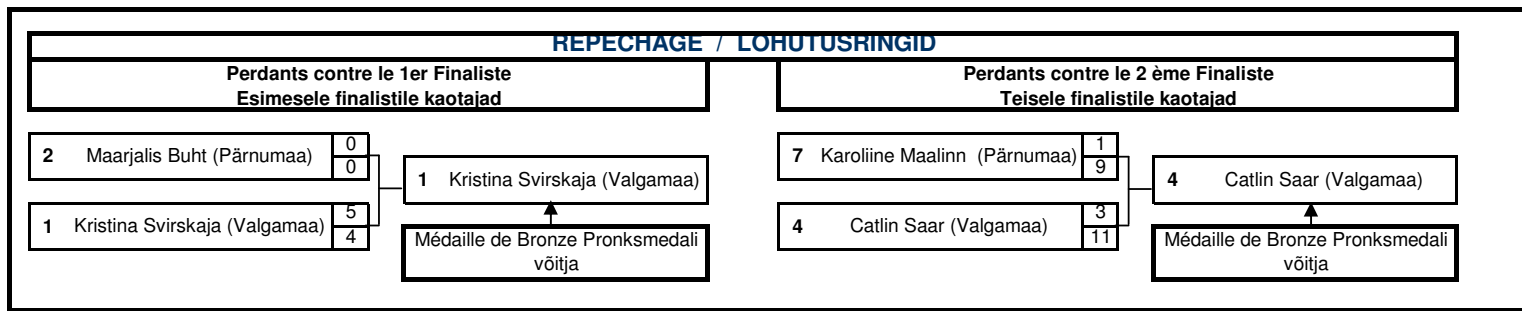 REPECHAGE / LOHUTUSRINGID
Perdants contre le 1er Finaliste
Esimesele finalistile kaotajad
Perdants contre le 2 ème Finaliste
Teisele finalistile kaotajad
2 Maarjalis Buht (Pärnumaa) 0
0
1 Kristina Svirskaja (Valgamaa)
1 Kristina Svirskaja (Valgamaa) 5
4
Médaille de Bronze Pronksmedali
võitja
7 Karoliine Maalinn (Pärnumaa) 1
9
4 Catlin Saar (Valgamaa)
4 Catlin Saar (Valgamaa) 3
11
Médaille de Bronze Pronksmedali
võitja